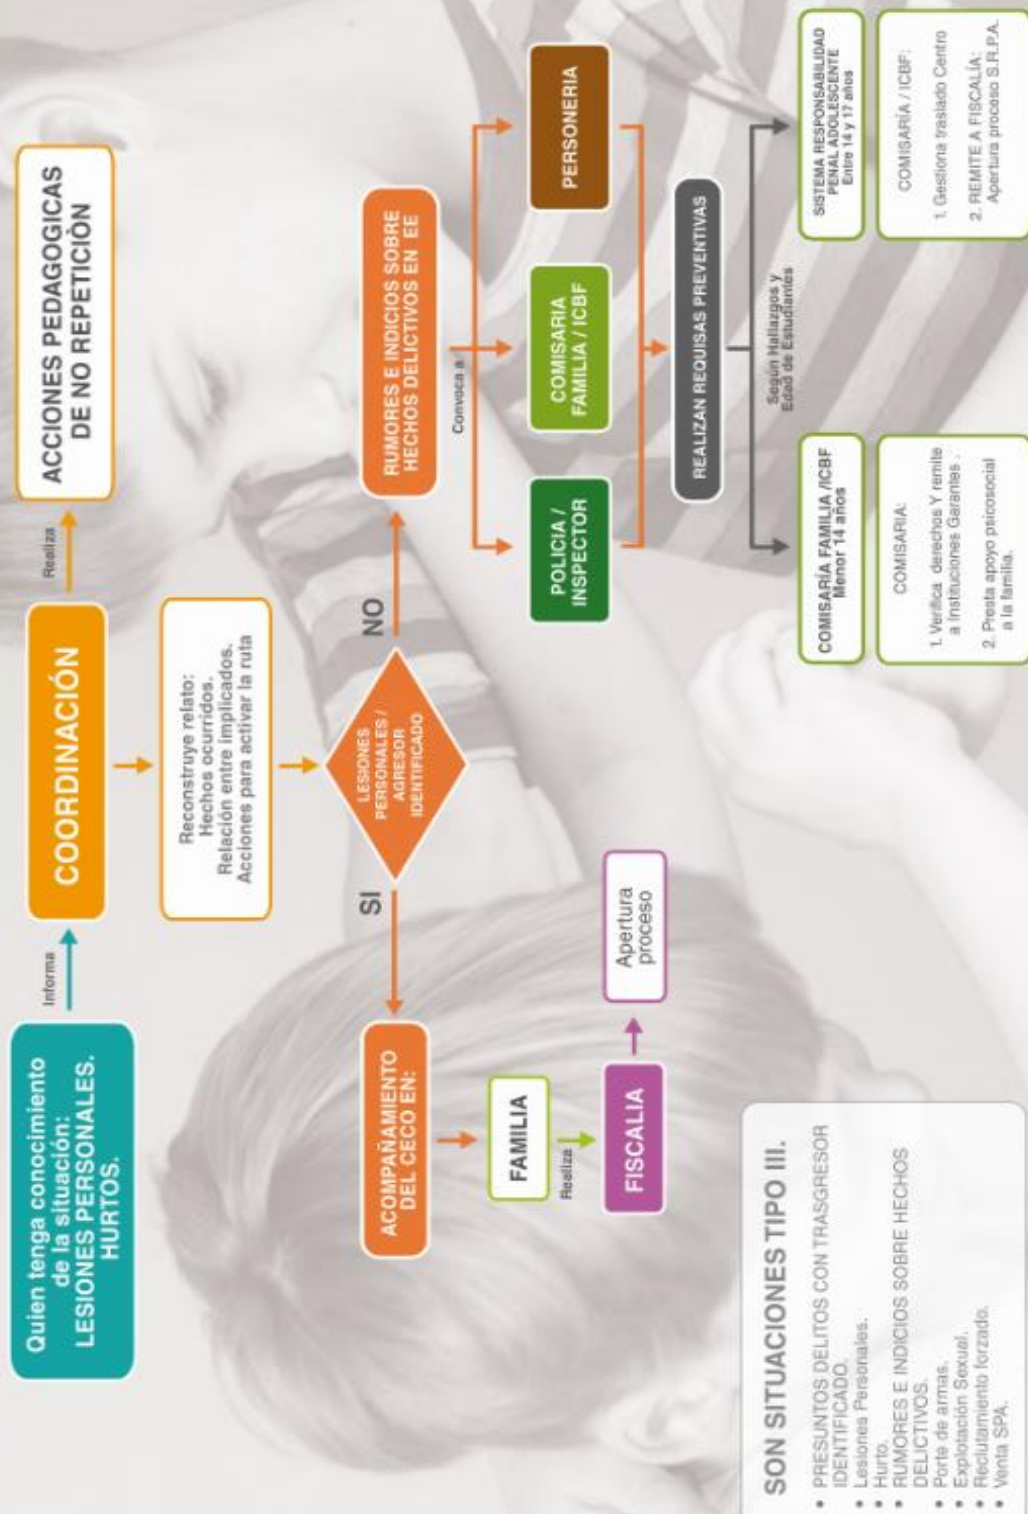 Quien tenga conocimiento
de la situación:
LESIONES PERSONALES.
HURTOS.
Informa
COORDINACIÓN
Realiza
ACCIONES PEDAGOGICAS
DE NO REPETICIÒN
Reconstruye relato:
Hechos ocurridos.
Relación entre implicados.
Acciones para activar la ruta
LESIONES
PERSONALES /
AGRESOR
IDENTIFICADO
SI
NO
ACOMPAÑAMIENTO
DEL CECO EN:
FAMILIA
Realiza
FISCALIA
Apertura
proceso
RUMORES E INDICIOS SOBRE
HECHOS DELICTIVOS EN EE
Convoca a:
POLICIA /
INSPECTOR
COMISARIA
FAMILIA / ICBF
PERSONERIA
REALIZAN REQUISAS PREVENTIVAS
Según Hallazgos y
Edad de Estudiantes
COMISARÍA FAMILIA /ICBF
Menor 14 años
COMISARIA:
1. Verifica derechos Y remite
a Instituciones Garantes .
2. Presta apoyo psicosocial
a la familia.
SISTEMA RESPONSABILIDAD
PENAL ADOLESCENTE
Entre 14 y 17 años
COMISARÍA / ICBF:
1. Gestiona traslado Centro
2. REMITE A FISCALÍA:
Apertura proceso S.R.P.A.
SON SITUACIONES TIPO III.
• PRESUNTOS DELITOS CON TRASGRESOR
IDENTIFICADO.
• Lesiones Personales.
• Hurto.
• RUMORES E INDICIOS SOBRE HECHOS
DELICTIVOS.
• Porte de armas.
• Explotación Sexual.
• Reclutamiento forzado.
• Venta SPA.